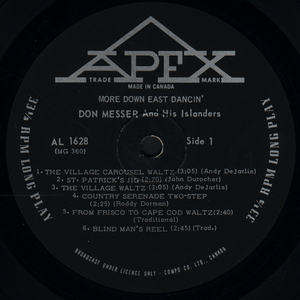 APEX
TRADE MARK
MADE IN CANADA
MORE DOWN EAST DANCIN'
DON MESSER And His Islanders
AL 1628
Side 1
(MG 360)
1-THE VILLAGE CAROUSEL WALTZ (3:05) (Andy DeJarlis)
2- ST. PATRICK'S JIG (2:20) (John Durocher)
3-THE VILLAGE WALTZ (3:05) (Andy DeJarlis)
4- COUNTRY SERENADE TWO-STEP
(2:25) (Roddy Dorman)
5-FROM FRISCO TO CAPE COD WALTZ (2:40)
(Traditional)
6- BLIND MAN'S REEL (2:45) (Trad.)
33⅓ RPM LONG PLAY
33⅓ RPM LONG PLAY
BROADCAST UNDER LICENCE ONLY - COMPO CO. LTD., CANADA